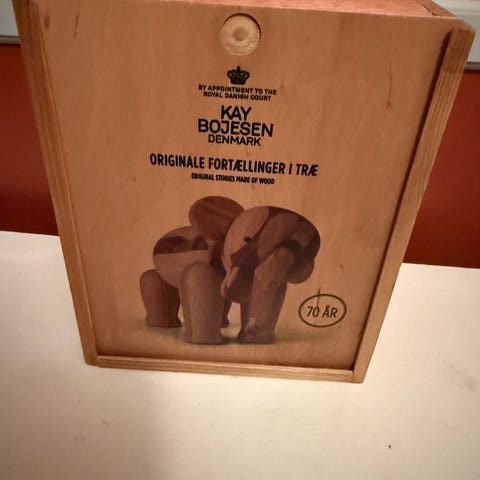 BY APPOINTMENT TO THE
ROYAL DANISH COURT
KAY
BOJESEN
DENMARK
ORIGINALE FORTÆLLINGER I TRÆ
ORIGINAL STORIES MADE OF WOOD
70 ÅR